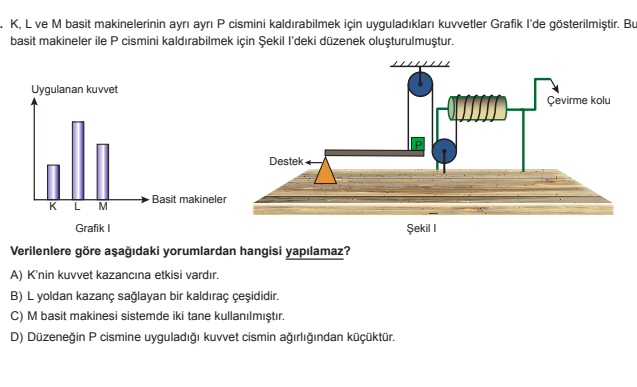 . K, L ve M basit makinelerinin ayrı ayrı P cismini kaldırabilmek için uyguladıkları kuvvetler Grafik I'de gösterilmiştir. Bu
basit makineler ile P cismini kaldırabilmek için Şekil I'deki düzenek oluşturulmuştur.
Uygulanan kuvvet
Çevirme kolu
P
Destek
Basit makineler
K L M
Grafik I
Şekil I
Verilenlere göre aşağıdaki yorumlardan hangisi yapılamaz?
A) K'nin kuvvet kazancına etkisi vardır.
B) L yoldan kazanç sağlayan bir kaldıraç çeşididir.
C) M basit makinesi sistemde iki tane kullanılmıştır.
D) Düzeneğin P cismine uyguladığı kuvvet cismin ağırlığından küçüktür.